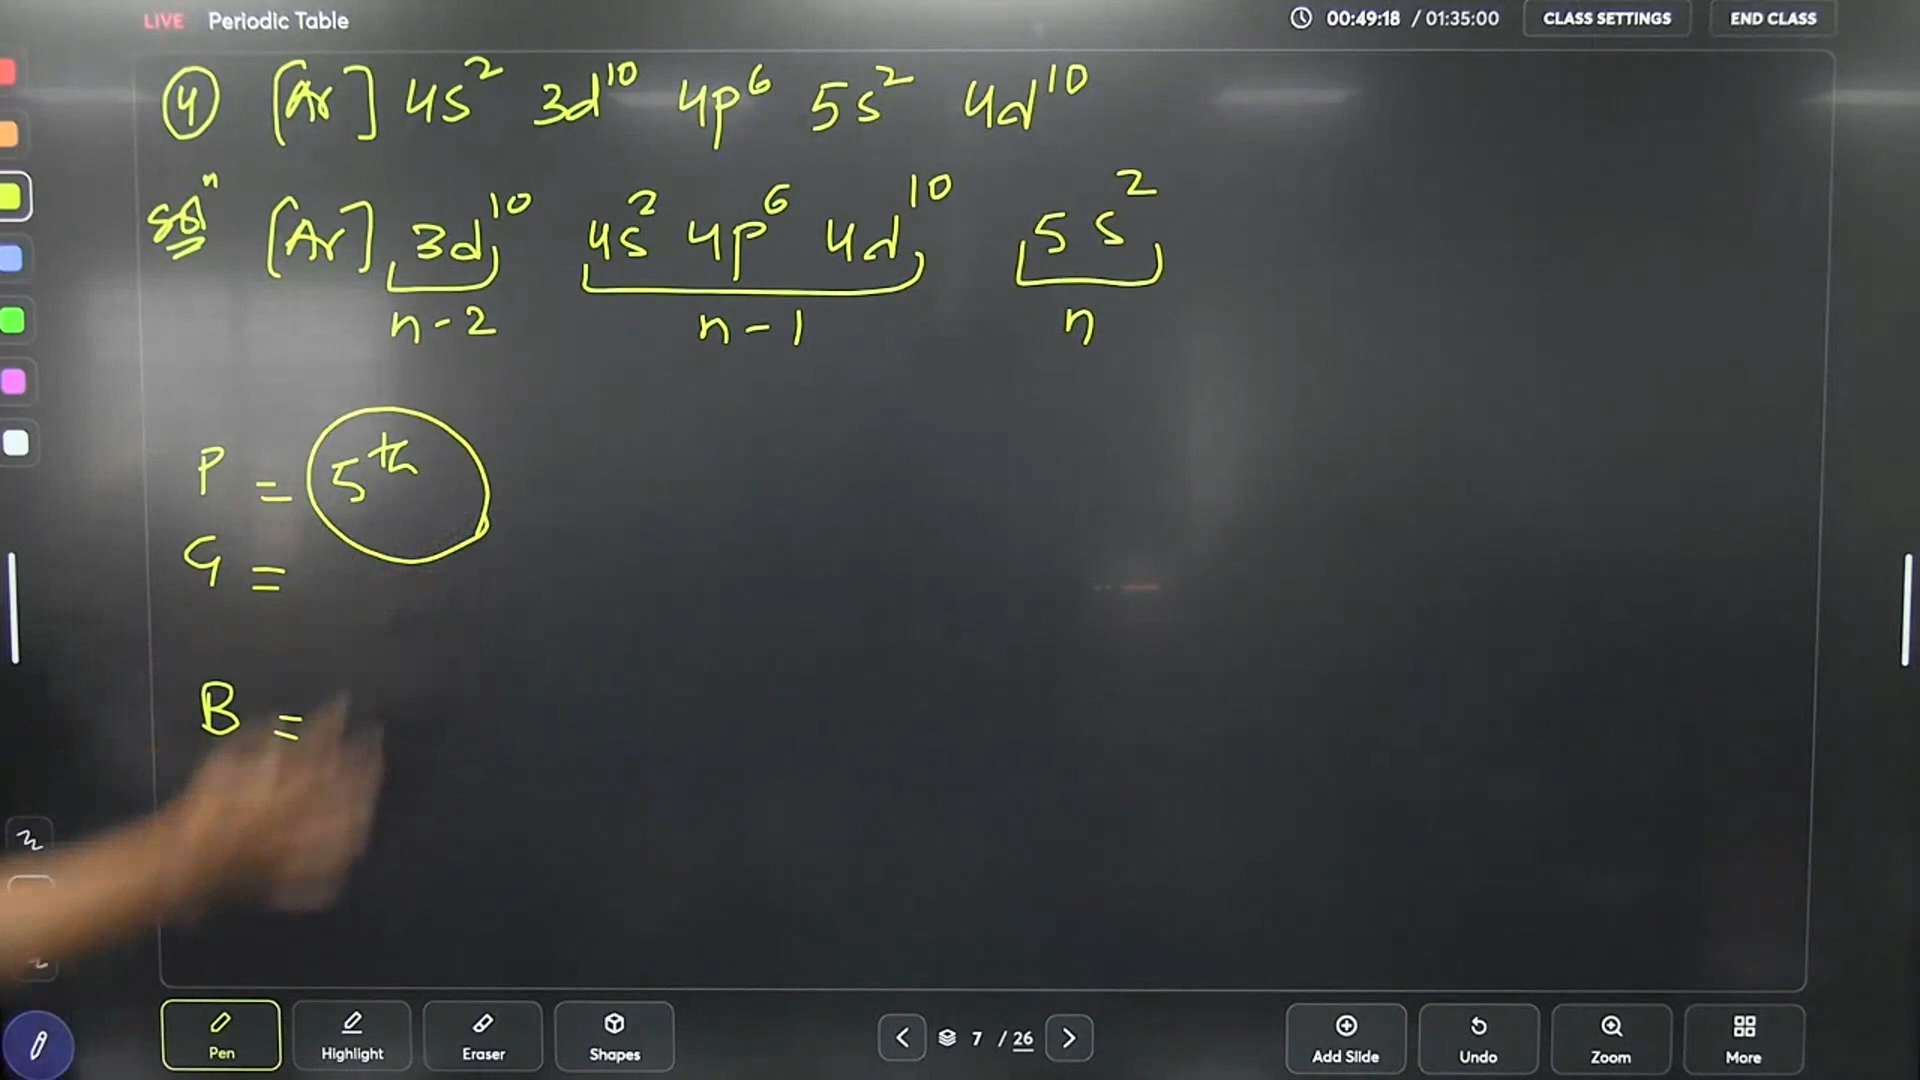 LIVE Periodic Table 00:49:18 / 01:35:00 CLASS SETTINGS END CLASS
④ [Ar] 4s² 3d¹⁰ 4p⁶ 5s² 4d¹⁰
Solⁿ [Ar] 3d¹⁰ 4s² 4p⁶ 4d¹⁰ 5s²
n-2 n-1 n
P = 5th
G =
B =
Pen Highlight Eraser Shapes 7 / 26 Add Slide Undo Zoom More